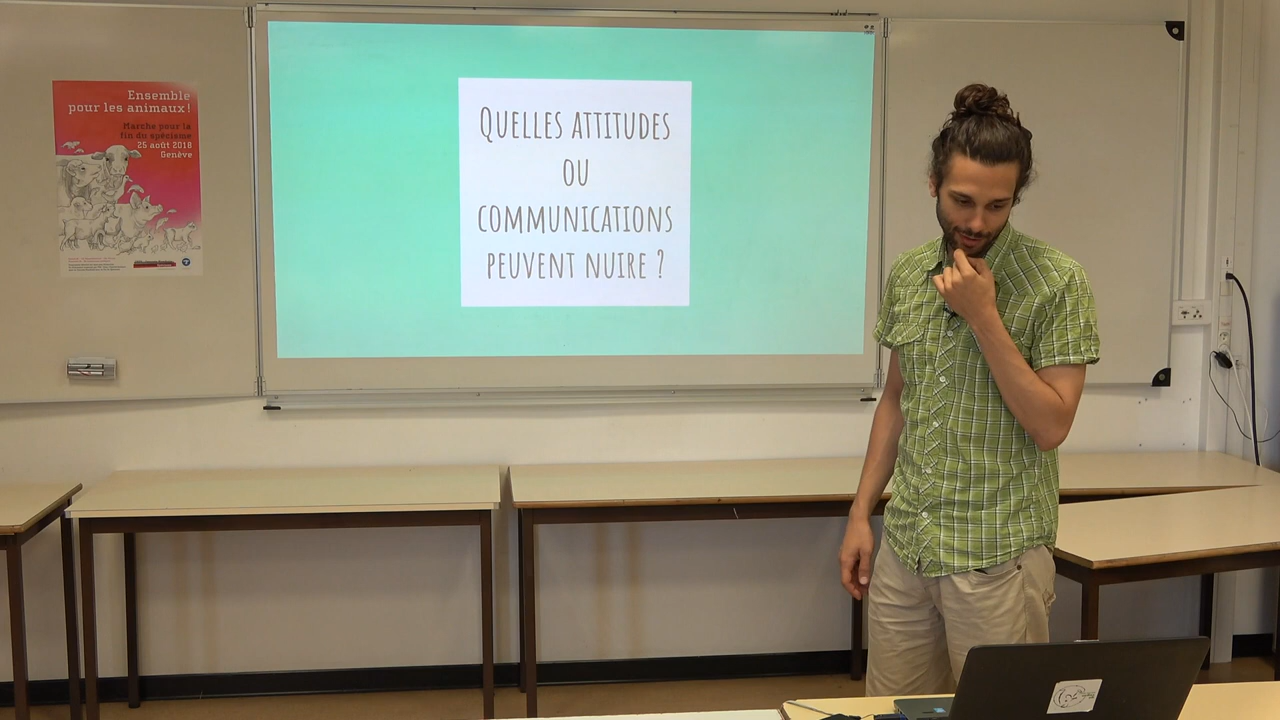 Ensemble
pour les animaux!
Marche pour la
fin du spécisme
25 août 2018
Genève
QUELLES ATTITUDES
OU
COMMUNICATIONS
PEUVENT NUIRE ?